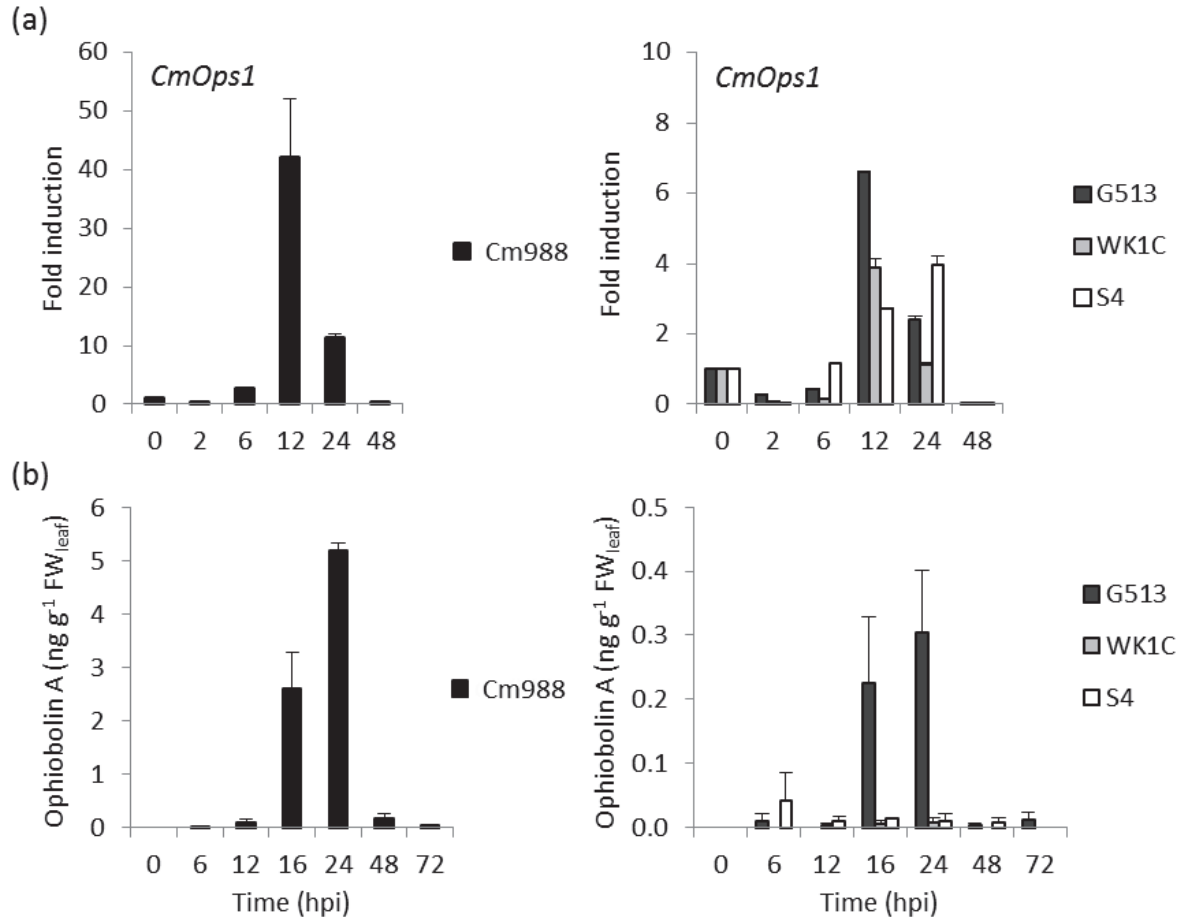 (a)
60
50
40
30
20
10
0
Fold induction
CmOps1
0 2 6 12 24 48
Cm988
10
8
6
4
2
0
Fold induction
CmOps1
0 2 6 12 24 48
G513
WK1C
S4
(b)
6
5
4
3
2
1
0
Ophiobolin A (ng g⁻¹ FWₗₑₐf)
0 6 12 16 24 48 72
Time (hpi)
Cm988
0.5
0.4
0.3
0.2
0.1
0.0
Ophiobolin A (ng g⁻¹ FWₗₑₐf)
0 6 12 16 24 48 72
Time (hpi)
G513
WK1C
S4